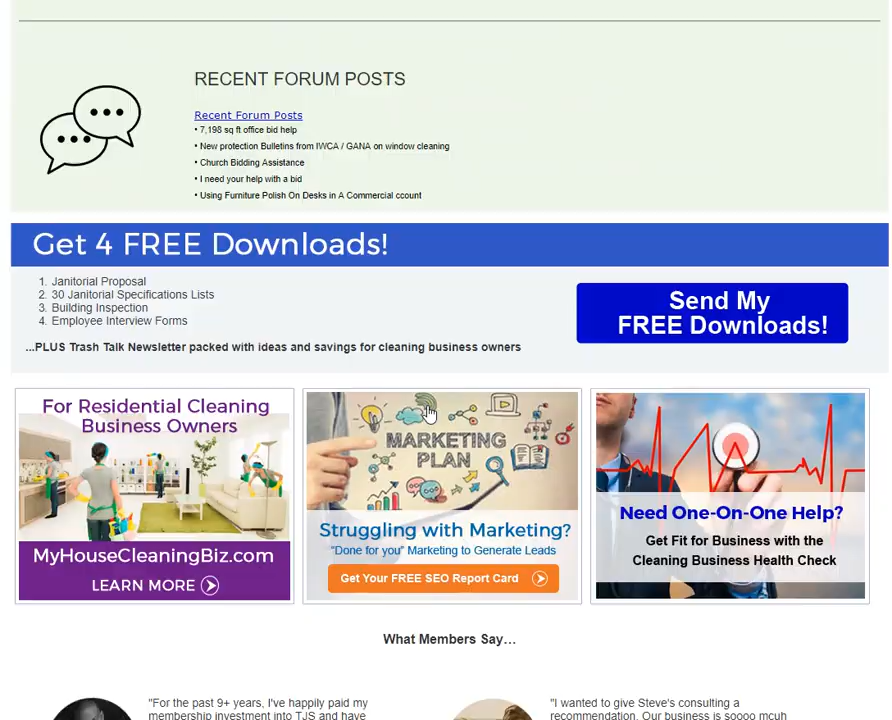 RECENT FORUM POSTS
Recent Forum Posts
• 7,198 sq ft office bid help
• New protection Bulletins from IWCA / GANA on window cleaning
• Church Bidding Assistance
• I need your help with a bid
• Using Furniture Polish On Desks in A Commercial ccount
Get 4 FREE Downloads!
1. Janitorial Proposal
2. 30 Janitorial Specifications Lists
3. Building Inspection
4. Employee Interview Forms
...PLUS Trash Talk Newsletter packed with ideas and savings for cleaning business owners
Send My
FREE Downloads!
For Residential Cleaning
Business Owners
MyHouseCleaningBiz.com
LEARN MORE
MARKETING
PLAN
Struggling with Marketing?
"Done for you" Marketing to Generate Leads
Get Your FREE SEO Report Card
Need One-On-One Help?
Get Fit for Business with the
Cleaning Business Health Check
What Members Say…
"For the past 9+ years, I've happily paid my
membership investment into TJS and have
"I wanted to give Steve's consulting a
recommendation. Our business is soooo mcuh